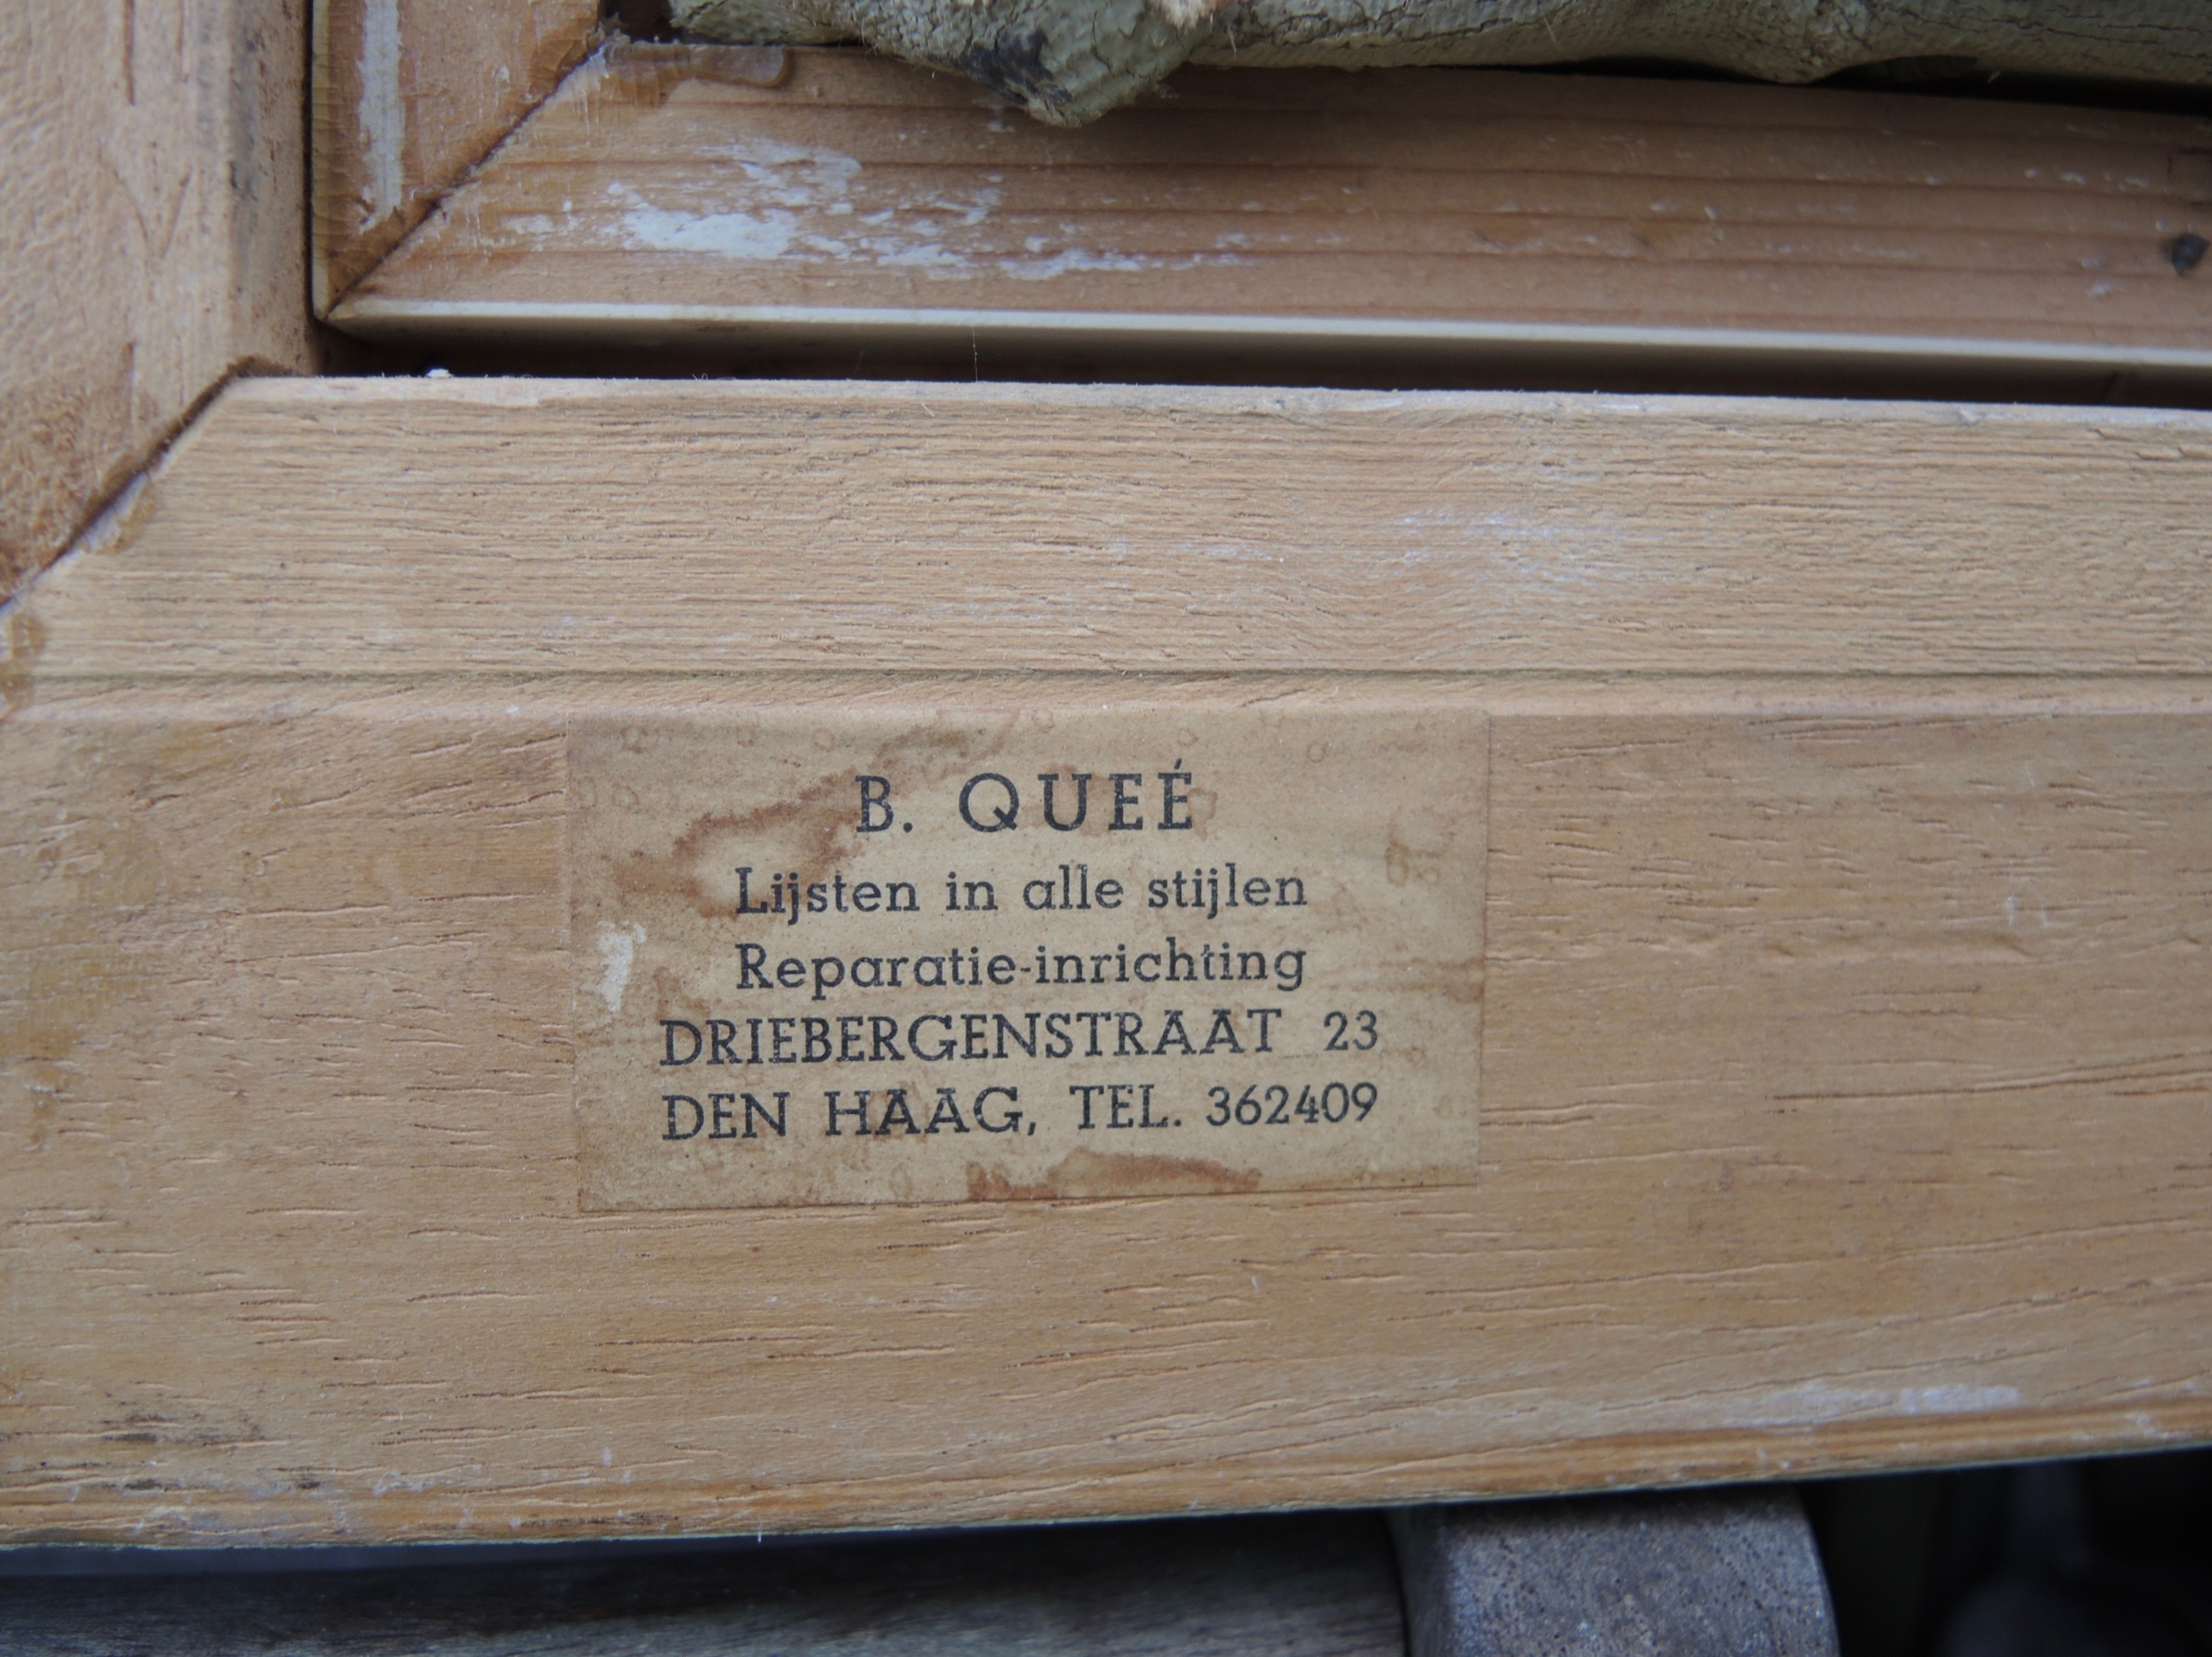 B. QUEÉ
Lijsten in alle stijlen
Reparatie-inrichting
DRIEBERGENSTRAAT 23
DEN HAAG, TEL. 362409